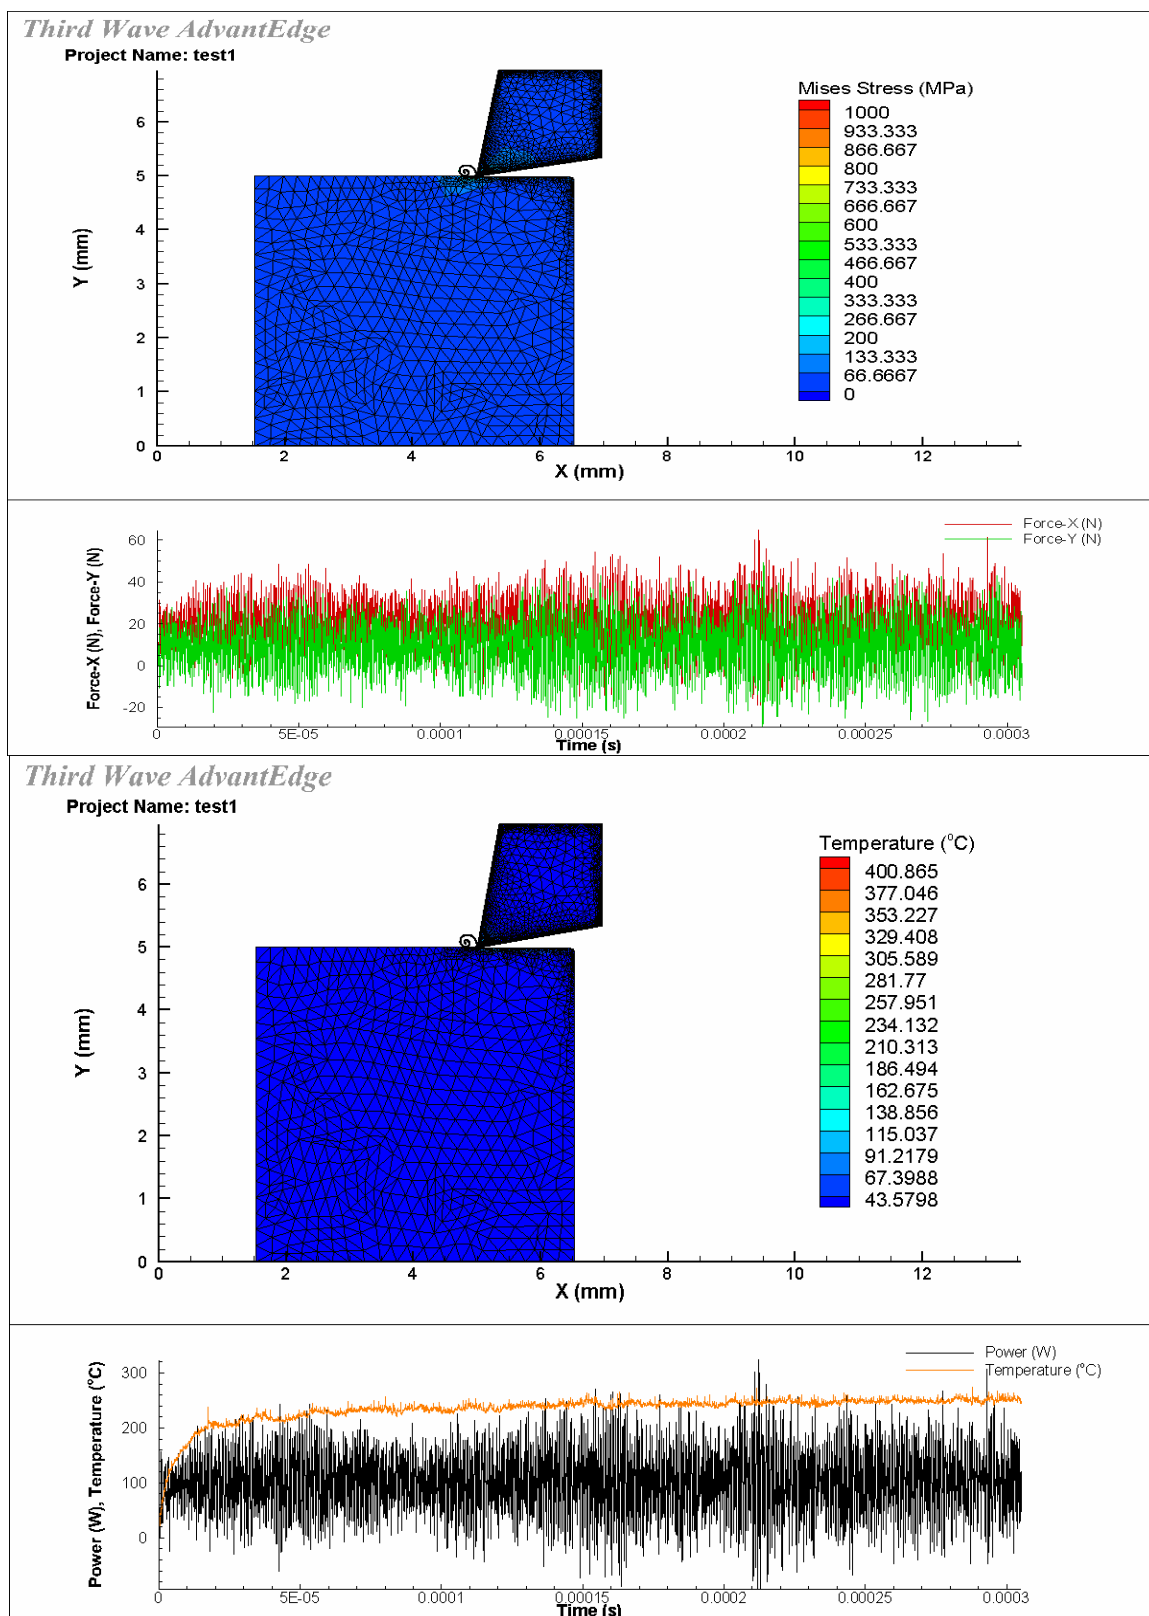 Third Wave AdvantEdge
Project Name: test1
Mises Stress (MPa)
1000
933.333
866.667
800
733.333
666.667
600
533.333
466.667
400
333.333
266.667
200
133.333
66.6667
0
Y (mm)
6
5
4
3
2
1
0
0 2 4 6 8 10 12
X (mm)
Force-X (N)
Force-Y (N)
Force-X (N), Force-Y (N)
60
40
20
0
-20
0 5E-05 0.0001 0.00015 0.0002 0.00025 0.0003
Time (s)
Third Wave AdvantEdge
Project Name: test1
Temperature (°C)
400.865
377.046
353.227
329.408
305.589
281.77
257.951
234.132
210.313
186.494
162.675
138.856
115.037
91.2179
67.3988
43.5798
Y (mm)
6
5
4
3
2
1
0
0 2 4 6 8 10 12
X (mm)
Power (W)
Temperature (°C)
Power (W), Temperature (°C)
300
200
200
100
0
0 5E-05 0.0001 0.00015 0.0002 0.00025 0.0003
Time (s)